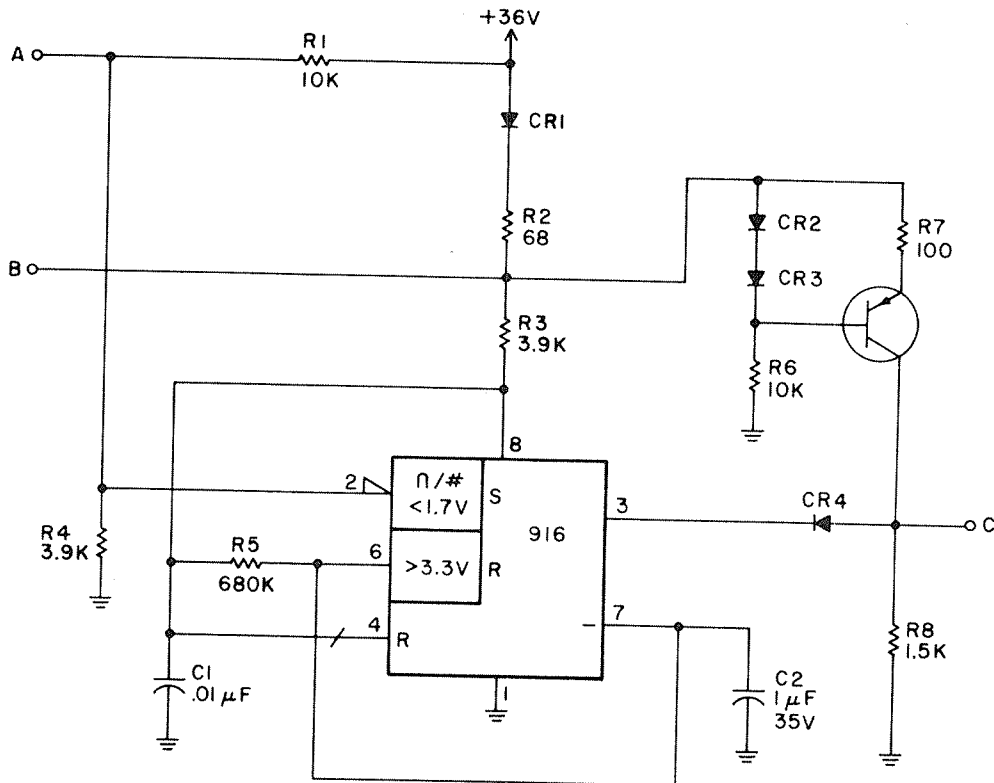 +36V
A
R1
10K
CR1
R2
68
CR2
R7
100
B
CR3
R3
3.9K
R6
10K
8
2
∩/#
<1.7V
S
3
CR4
C
916
R4
3.9K
R5
680K
6
>3.3V
R
7
4
R
–
R8
1.5K
C1
.01µF
1
C2
1µF
35V